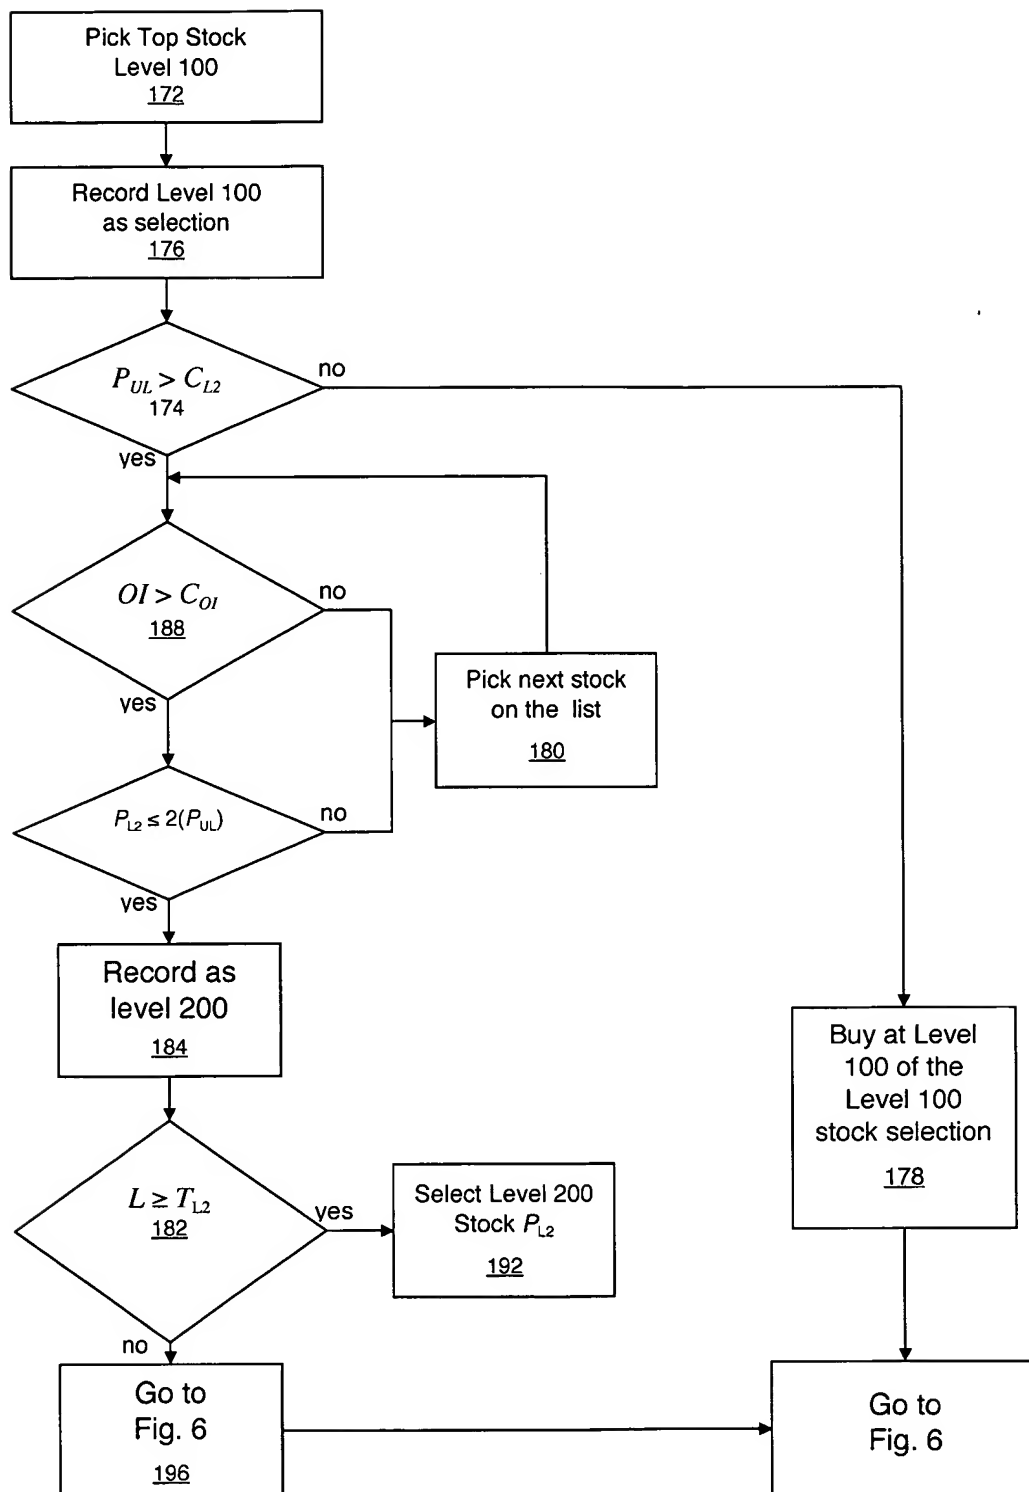 Pick Top Stock
Level 100
172
Record Level 100
as selection
176
P_UL > C_L2
174
no
yes
OI > C_OI
188
no
yes
Pick next stock
on the list
180
P_L2 ≤ 2(P_UL)
no
yes
Record as
level 200
184
Buy at Level
100 of the
Level 100
stock selection
178
L ≥ T_L2
182
yes
Select Level 200
Stock P_L2
192
no
Go to
Fig. 6
196
Go to
Fig. 6